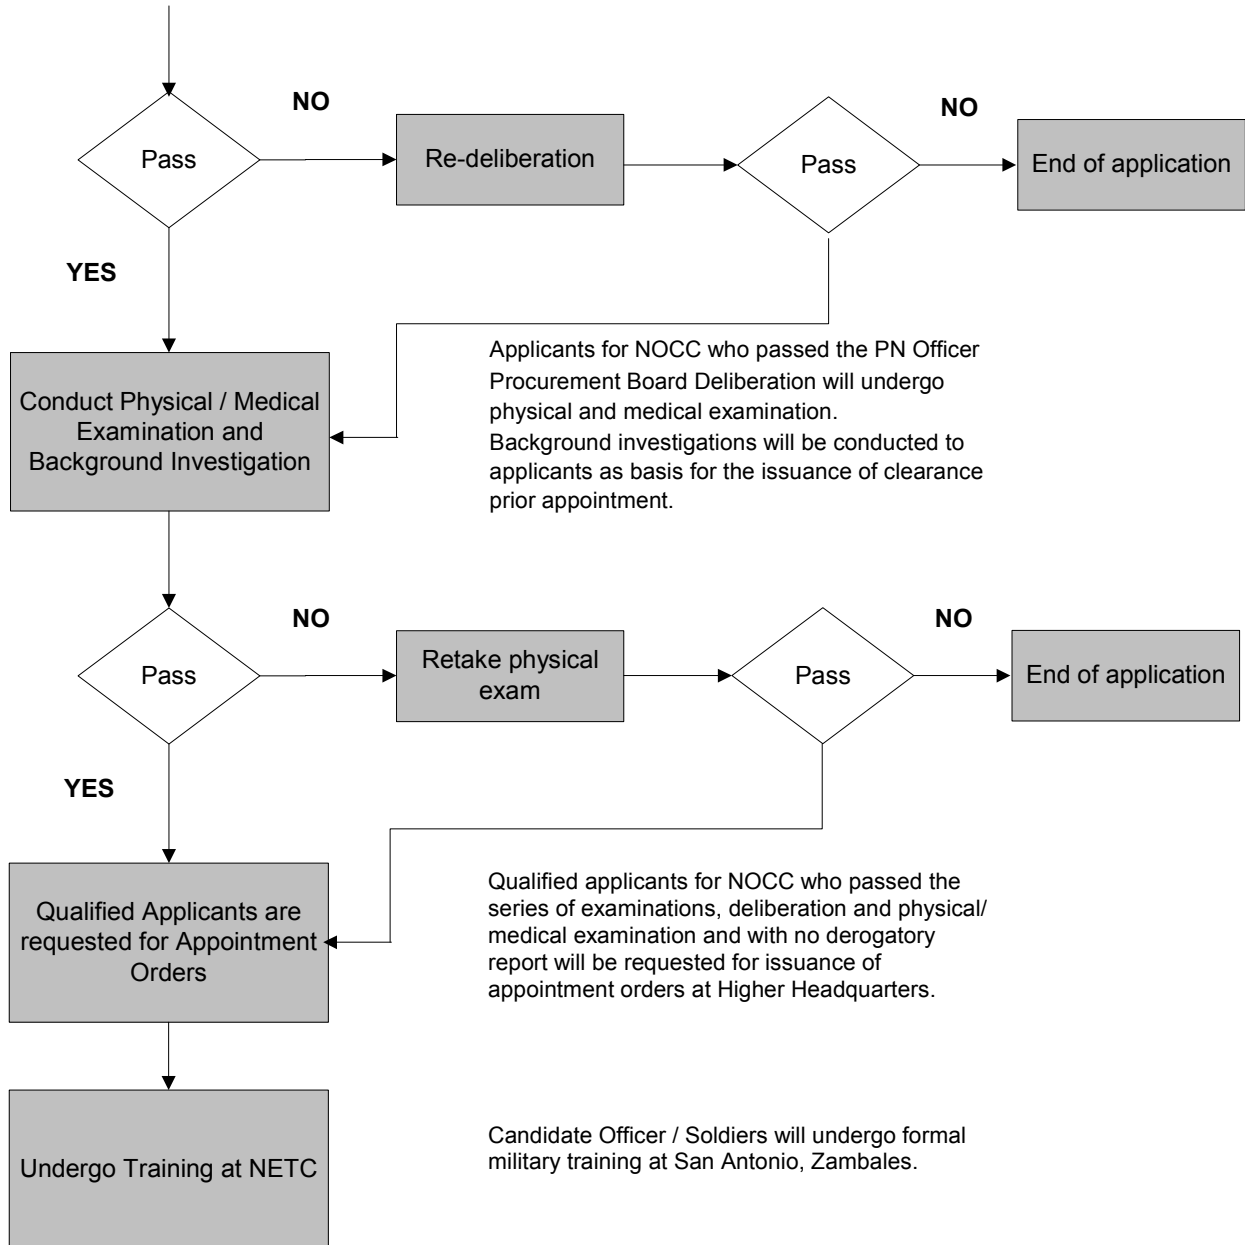 NO
NO
Pass
Re-deliberation
Pass
End of application
YES
Applicants for NOCC who passed the PN Officer
Procurement Board Deliberation will undergo
physical and medical examination.
Background investigations will be conducted to
applicants as basis for the issuance of clearance
prior appointment.
Conduct Physical / Medical
Examination and
Background Investigation
NO
NO
Pass
Retake physical
exam
Pass
End of application
YES
Qualified applicants for NOCC who passed the
series of examinations, deliberation and physical/
medical examination and with no derogatory
report will be requested for issuance of
appointment orders at Higher Headquarters.
Qualified Applicants are
requested for Appointment
Orders
Candidate Officer / Soldiers will undergo formal
military training at San Antonio, Zambales.
Undergo Training at NETC